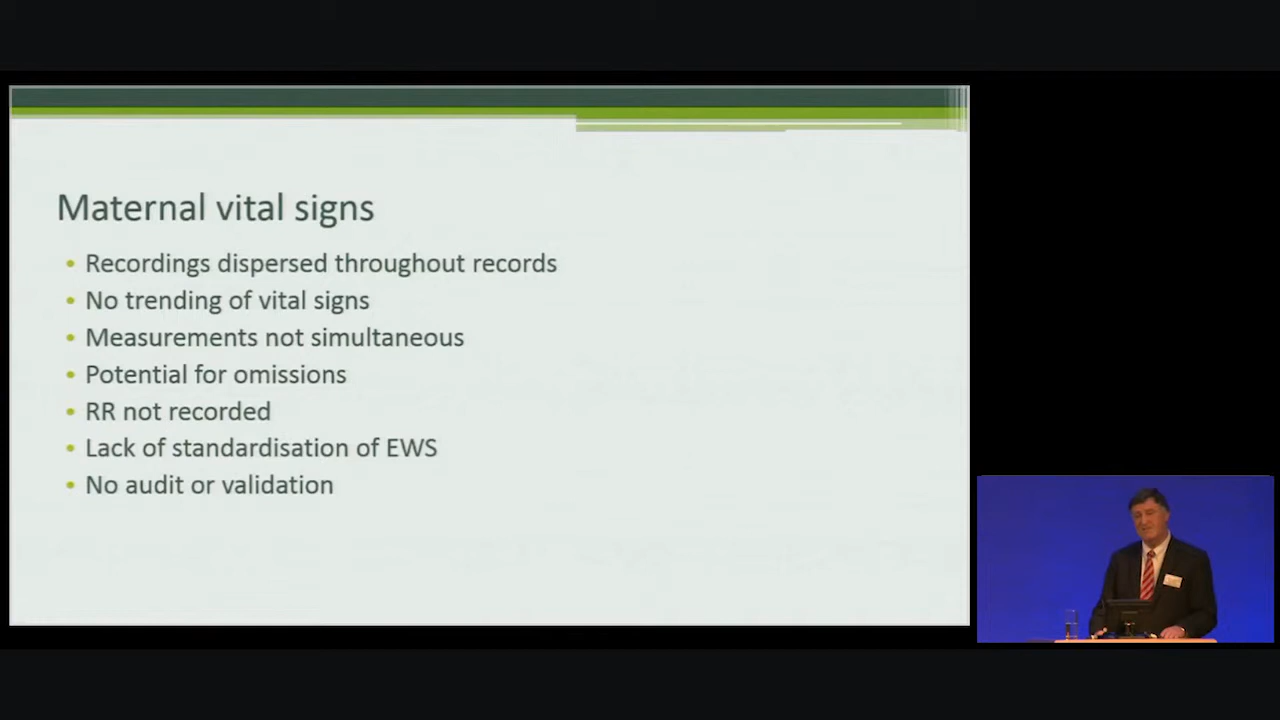 Maternal vital signs
Recordings dispersed throughout records
No trending of vital signs
Measurements not simultaneous
Potential for omissions
RR not recorded
Lack of standardisation of EWS
No audit or validation